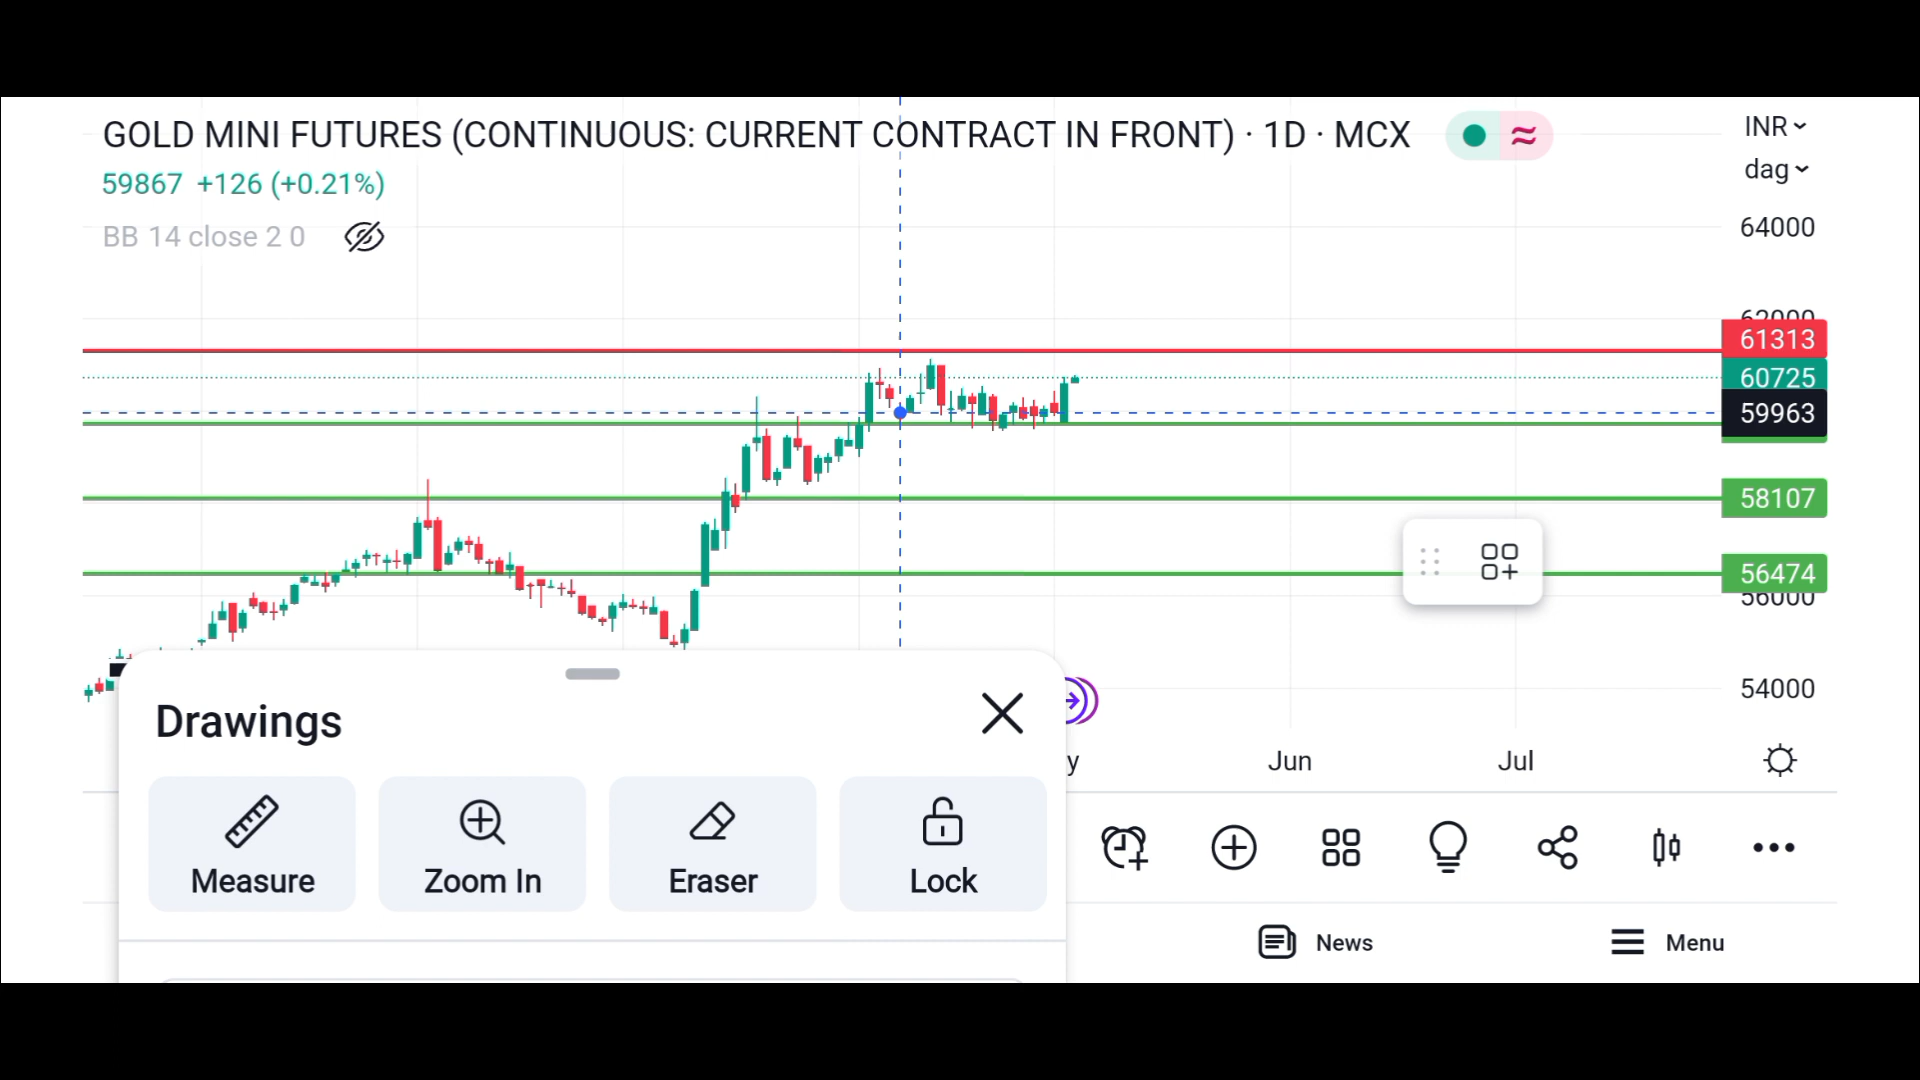 GOLD MINI FUTURES (CONTINUOUS: CURRENT CONTRACT IN FRONT) · 1D · MCX
INR
59867 +126 (+0.21%)
dag
BB 14 close 2 0
64000
62000
61313
60725
59963
58107
56474
56000
54000
Drawings
Jun
Jul
Measure
Zoom In
Eraser
Lock
News
Menu